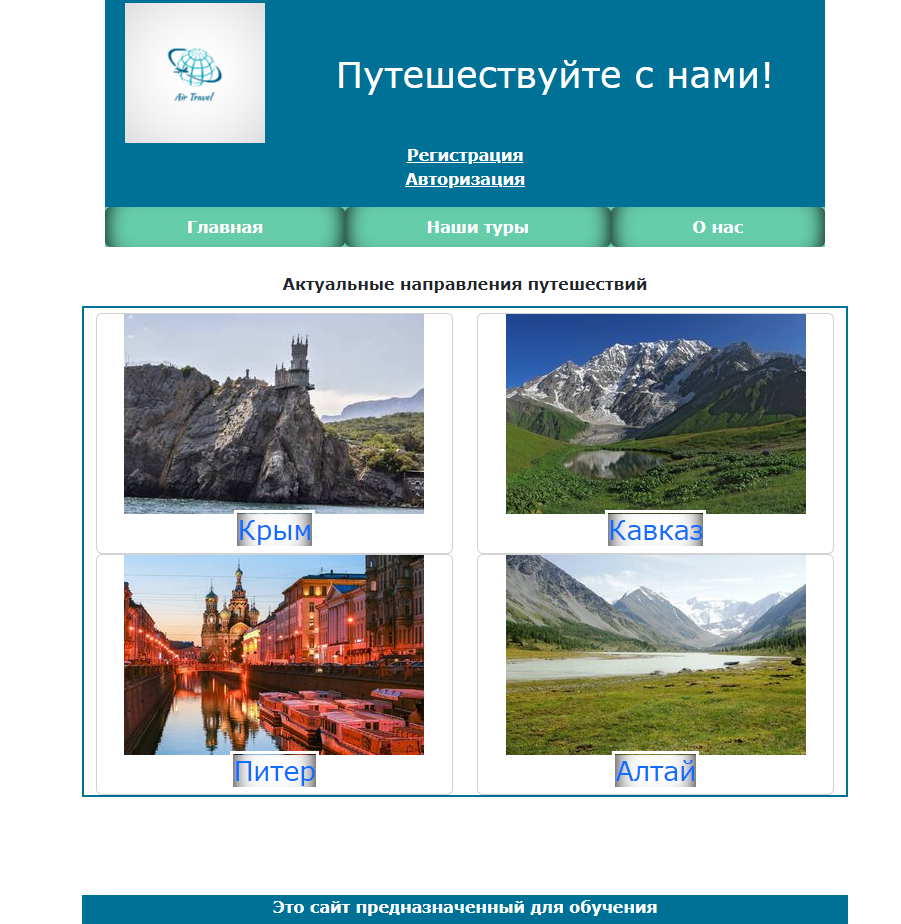 Air Travel
Путешествуйте с нами!
Регистрация
Авторизация
Главная Наши туры О нас
Актуальные направления путешествий
Крым Кавказ
Питер Алтай
Это сайт предназначенный для обучения